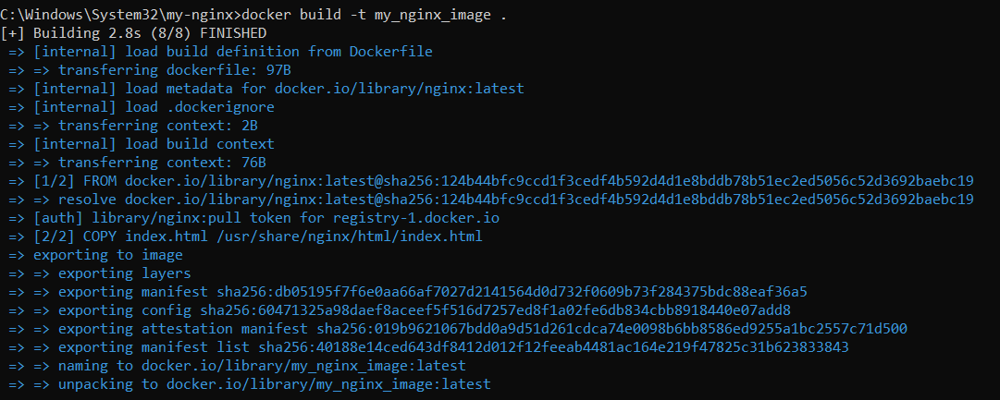 C:\Windows\System32\my-nginx>docker build -t my_nginx_image .
[+] Building 2.8s (8/8) FINISHED
=> [internal] load build definition from Dockerfile
=> => transferring dockerfile: 97B
=> [internal] load metadata for docker.io/library/nginx:latest
=> [internal] load .dockerignore
=> => transferring context: 2B
=> [internal] load build context
=> => transferring context: 76B
=> [1/2] FROM docker.io/library/nginx:latest@sha256:124b44bfc9ccd1f3cedf4b592d4d1e8bddb78b51ec2ed5056c52d3692baebc19
=> => resolve docker.io/library/nginx:latest@sha256:124b44bfc9ccd1f3cedf4b592d4d1e8bddb78b51ec2ed5056c52d3692baebc19
=> [auth] library/nginx:pull token for registry-1.docker.io
=> [2/2] COPY index.html /usr/share/nginx/html/index.html
=> exporting to image
=> => exporting layers
=> => exporting manifest sha256:db05195f7f6e0aa66af7027d2141564d0d732f0609b73f284375bdc88eaf36a5
=> => exporting config sha256:60471325a98daef8aceef5f516d7257ed8f1a02fe6db834cbb8918440e07add8
=> => exporting attestation manifest sha256:019b9621067bdd0a9d51d261cdca74e0098b6bb8586ed9255a1bc2557c71d500
=> => exporting manifest list sha256:40188e14ced643df8412d012f12feeab4481ac164e219f47825c31b623833843
=> => naming to docker.io/library/my_nginx_image:latest
=> => unpacking to docker.io/library/my_nginx_image:latest